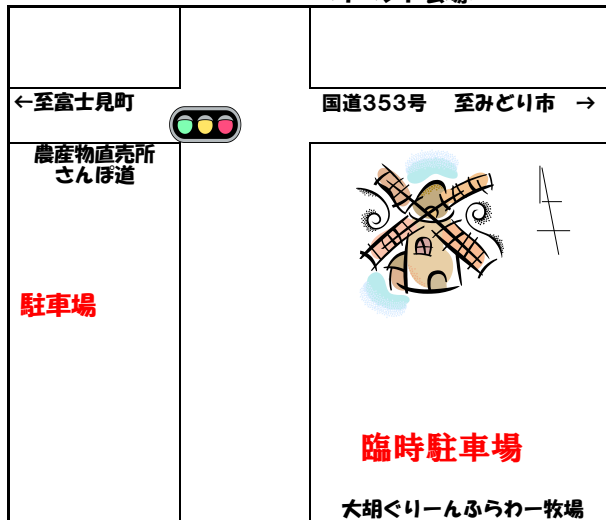 ←至富士見町
国道353号 至みどり市 →
農産物直売所
さんぽ道
駐車場
臨時駐車場
大胡ぐりーんふらわー牧場